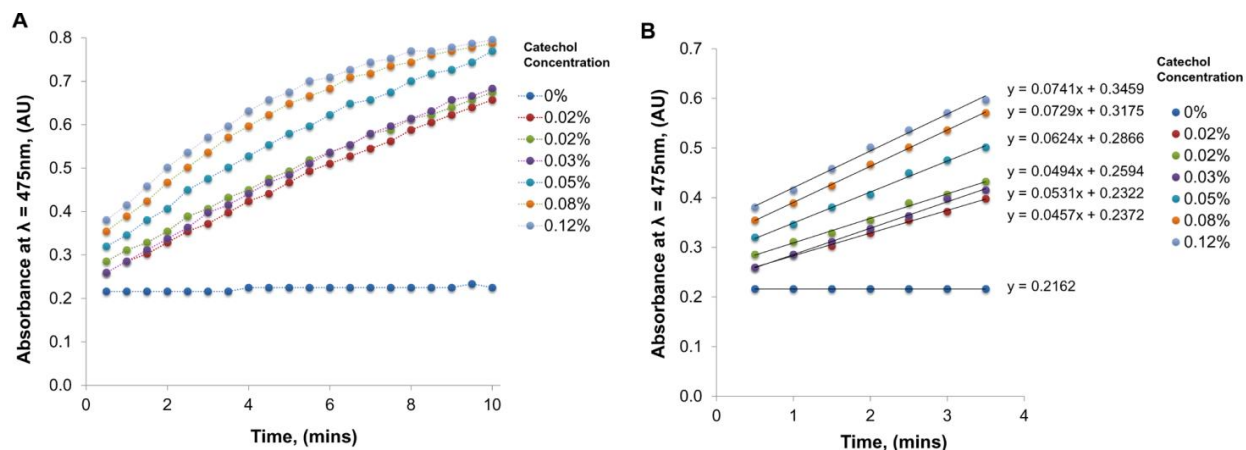 A
Absorbance at λ = 475nm, (AU)
0.8
0.7
0.6
0.5
0.4
0.3
0.2
0.1
0.0
0
2
4
6
8
10
Time, (mins)
Catechol
Concentration
0%
0.02%
0.02%
0.03%
0.05%
0.08%
0.12%
B
Absorbance at λ = 475nm, (AU)
0.7
0.6
0.5
0.4
0.3
0.2
0.1
0.0
0
1
2
3
4
Time, (mins)
y = 0.0741x + 0.3459
y = 0.0729x + 0.3175
y = 0.0624x + 0.2866
y = 0.0494x + 0.2594
y = 0.0531x + 0.2322
y = 0.0457x + 0.2372
y = 0.2162
Catechol
Concentration
0%
0.02%
0.02%
0.03%
0.05%
0.08%
0.12%